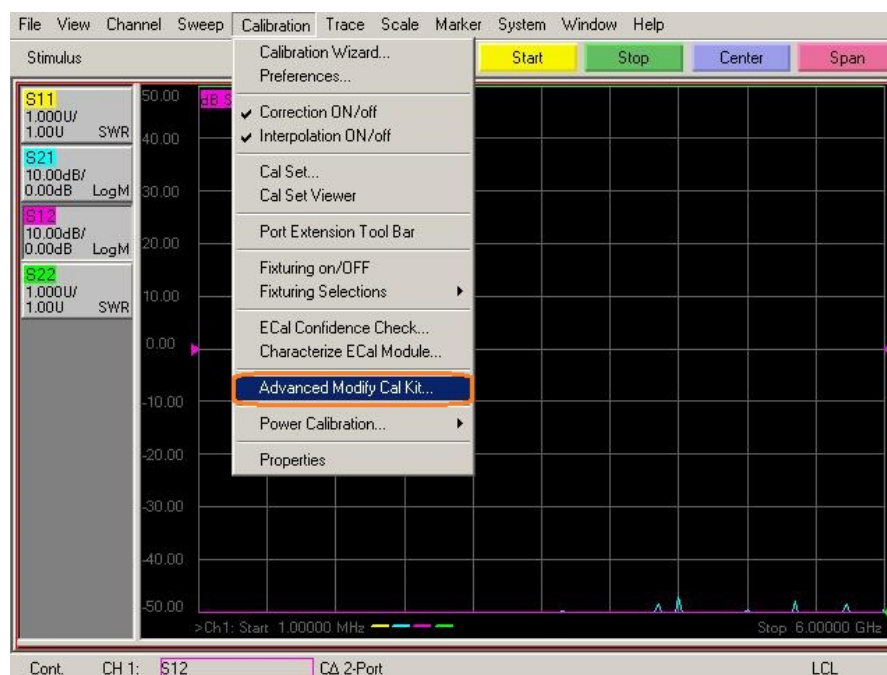 File View Channel Sweep Calibration Trace Scale Marker System Window Help
Stimulus
Start Stop Center Span
Calibration Wizard...
Preferences...
Correction ON/off
Interpolation ON/off
Cal Set...
Cal Set Viewer
Port Extension Tool Bar
Fixturing on/OFF
Fixturing Selections
ECal Confidence Check...
Characterize ECal Module...
Advanced Modify Cal Kit...
Power Calibration...
Properties
S11
1.000U/
1.00U SWR
S21
10.00dB/
0.00dB LogM
S12
10.00dB/
0.00dB LogM
S22
1.000U/
1.00U SWR
50.00
40.00
30.00
20.00
10.00
0.00
-10.00
-20.00
-30.00
-40.00
-50.00
>Ch1: Start 1.00000 MHz
Stop 6.00000 GHz
Cont. CH 1: S12 CΔ 2-Port LCL